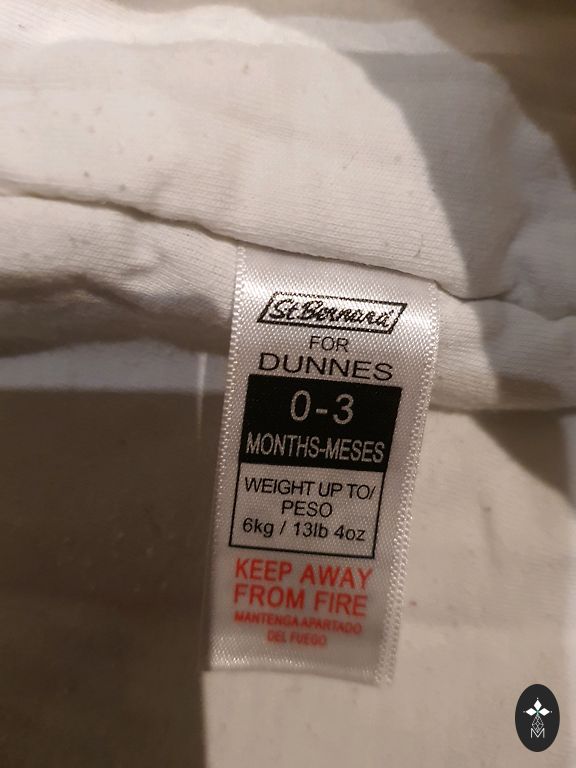 St Bernard
FOR
DUNNES
0-3
MONTHS-MESES
WEIGHT UP TO/
PESO
6kg / 13lb 4oz
KEEP AWAY
FROM FIRE
MANTENGA APARTADO
DEL FUEGO
M